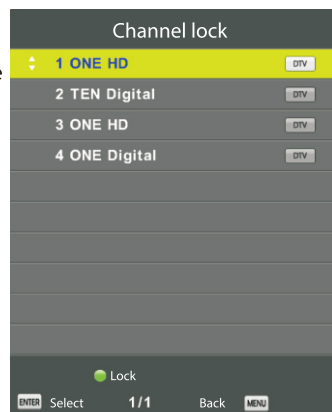 Channel lock
e
1 ONE HD DTV
2 TEN Digital DTV
3 ONE HD DTV
4 ONE Digital DTV
Lock
ENTER Select 1/1 Back MENU